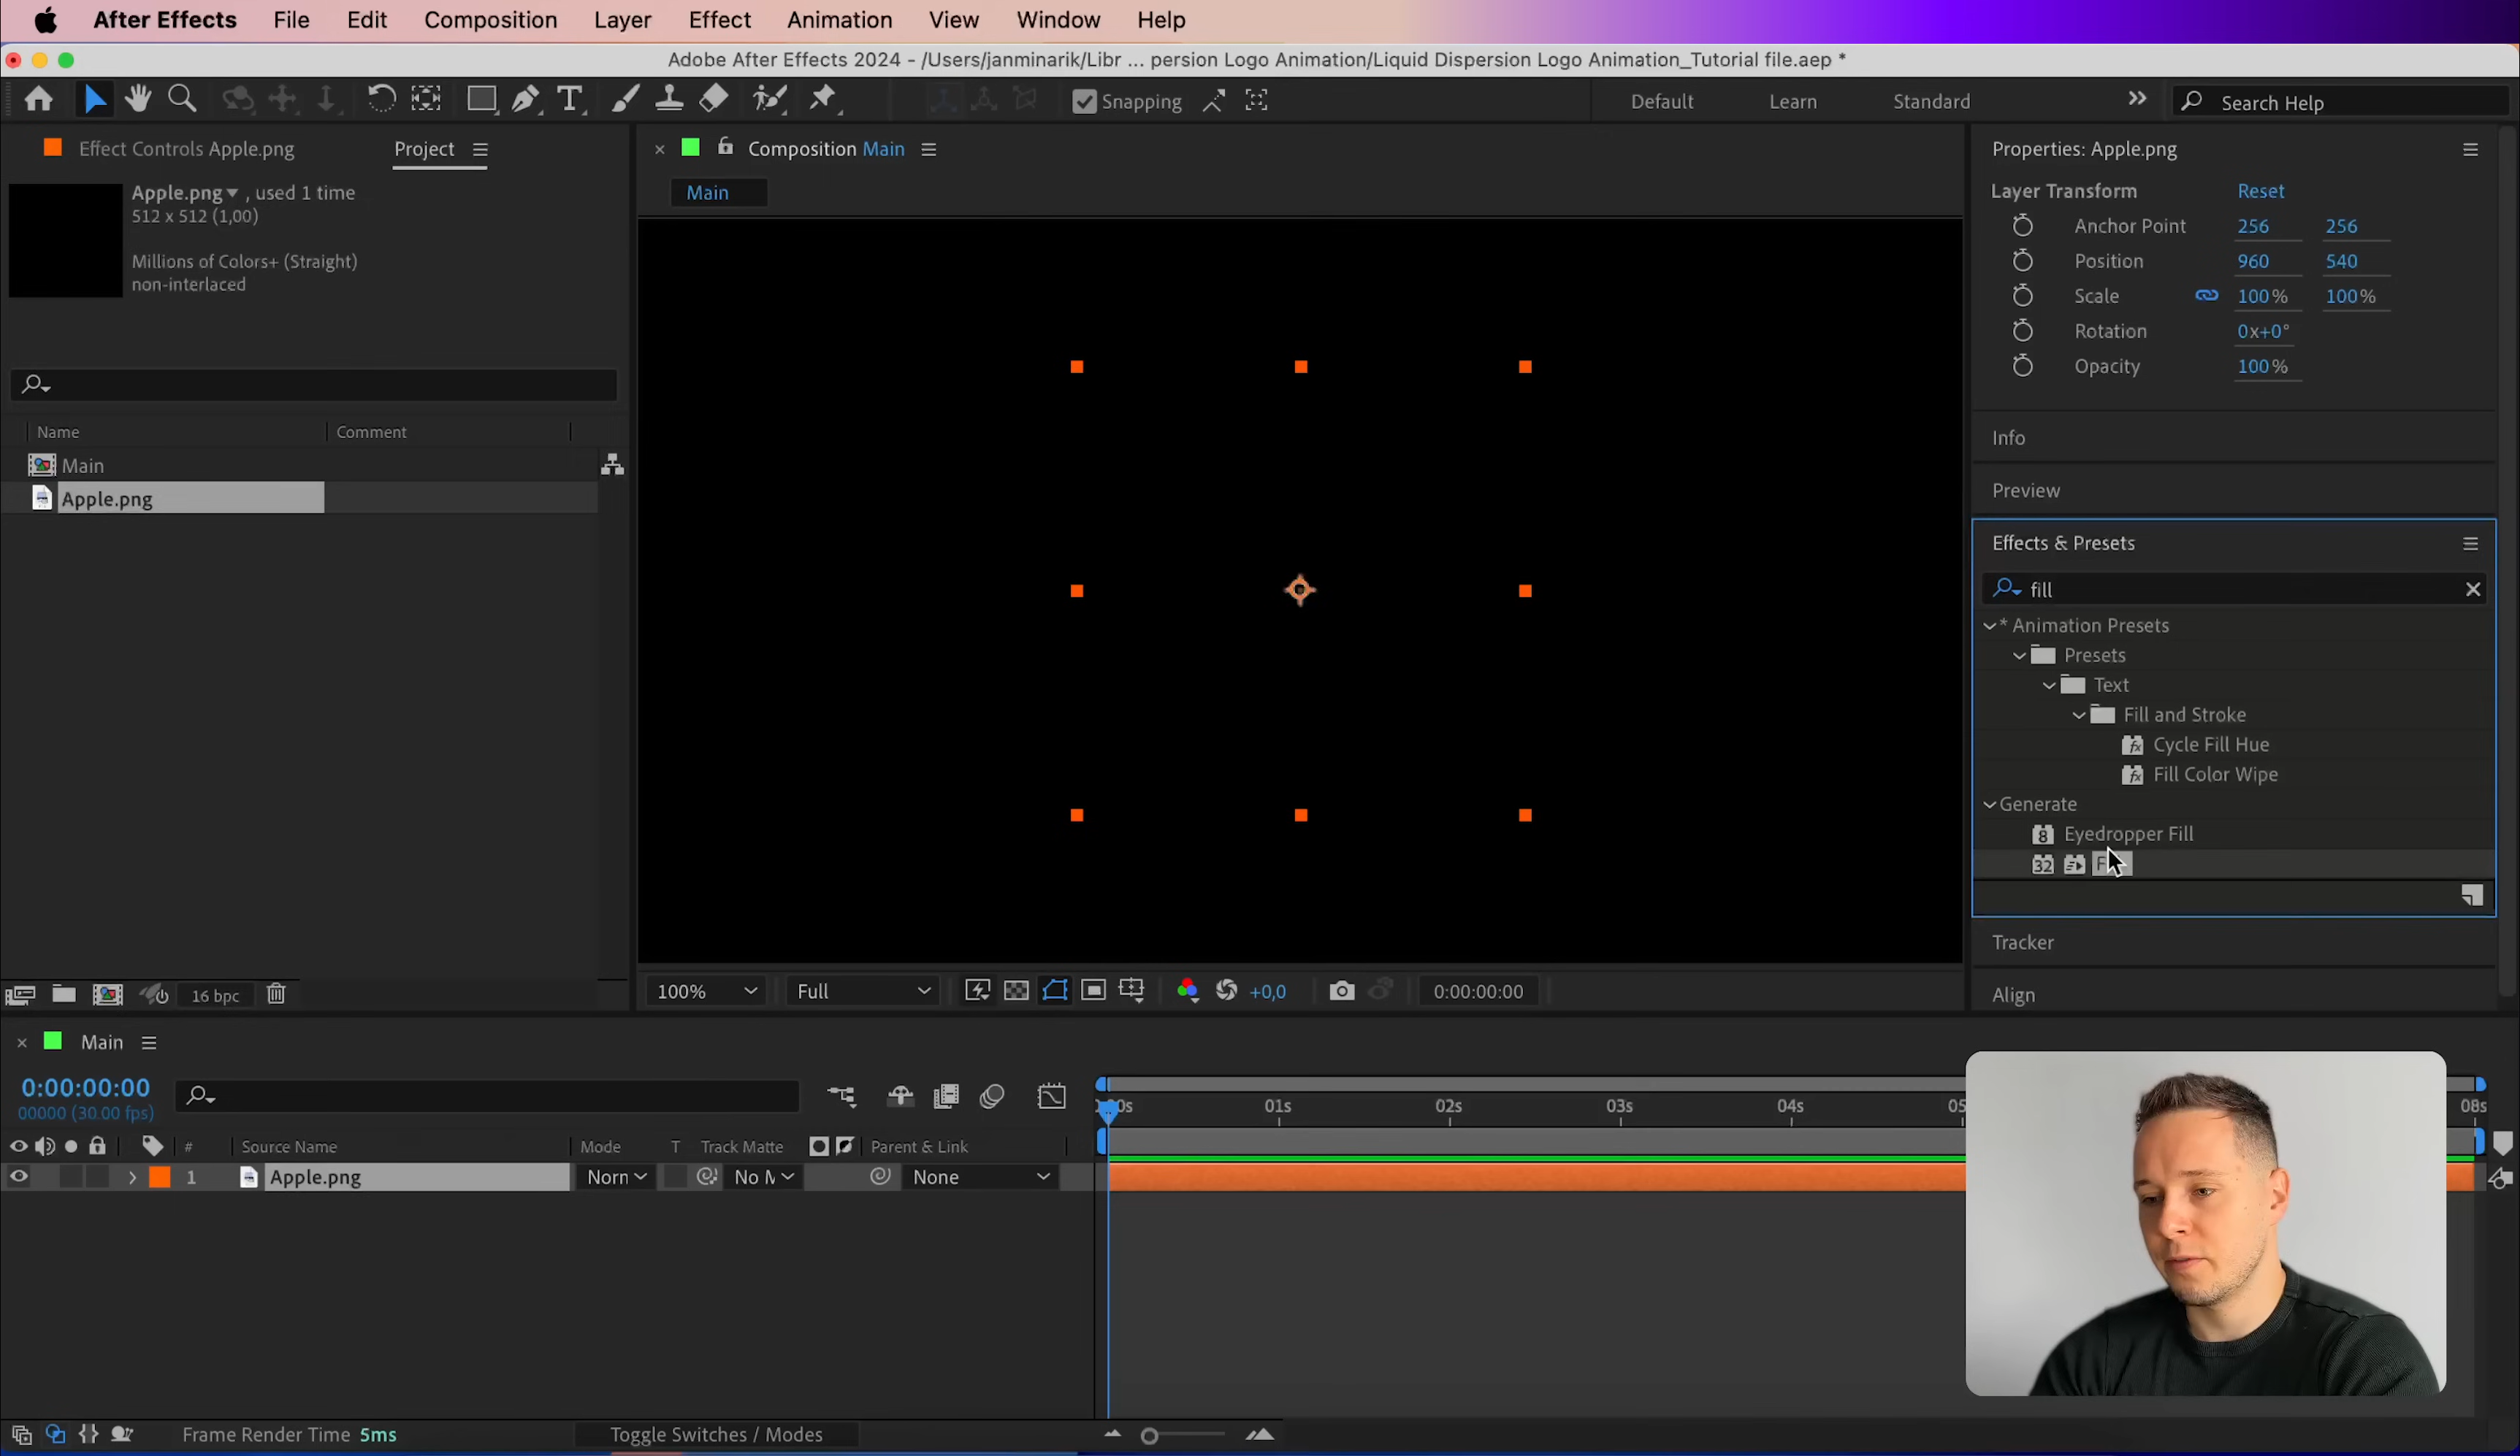 After Effects File Edit Composition Layer Effect Animation View Window Help
Adobe After Effects 2024 - /Users/janminarik/Libr ... persion Logo Animation/Liquid Dispersion Logo Animation_Tutorial file.aep *
Snapping Default Learn Standard Search Help
Effect Controls Apple.png Project
Apple.png , used 1 time
512 x 512 (1,00)
Millions of Colors+ (Straight)
non-interlaced
Name Comment
Main
Apple.png
16 bpc
Composition Main
Main
100% Full +0,0 0:00:00:00
Properties: Apple.png
Layer Transform Reset
Anchor Point 256 256
Position 960 540
Scale 100% 100%
Rotation 0x+0°
Opacity 100%
Info
Preview
Effects & Presets
fill
* Animation Presets
Presets
Text
Fill and Stroke
Cycle Fill Hue
Fill Color Wipe
Generate
8 Eyedropper Fill
32
Tracker
Align
Main
0:00:00:00
00000 (30.00 fps)
01s 02s 03s 04s 08s
# Source Name Mode T Track Matte Parent & Link
1 Apple.png Norn No M None
Frame Render Time 5ms Toggle Switches / Modes